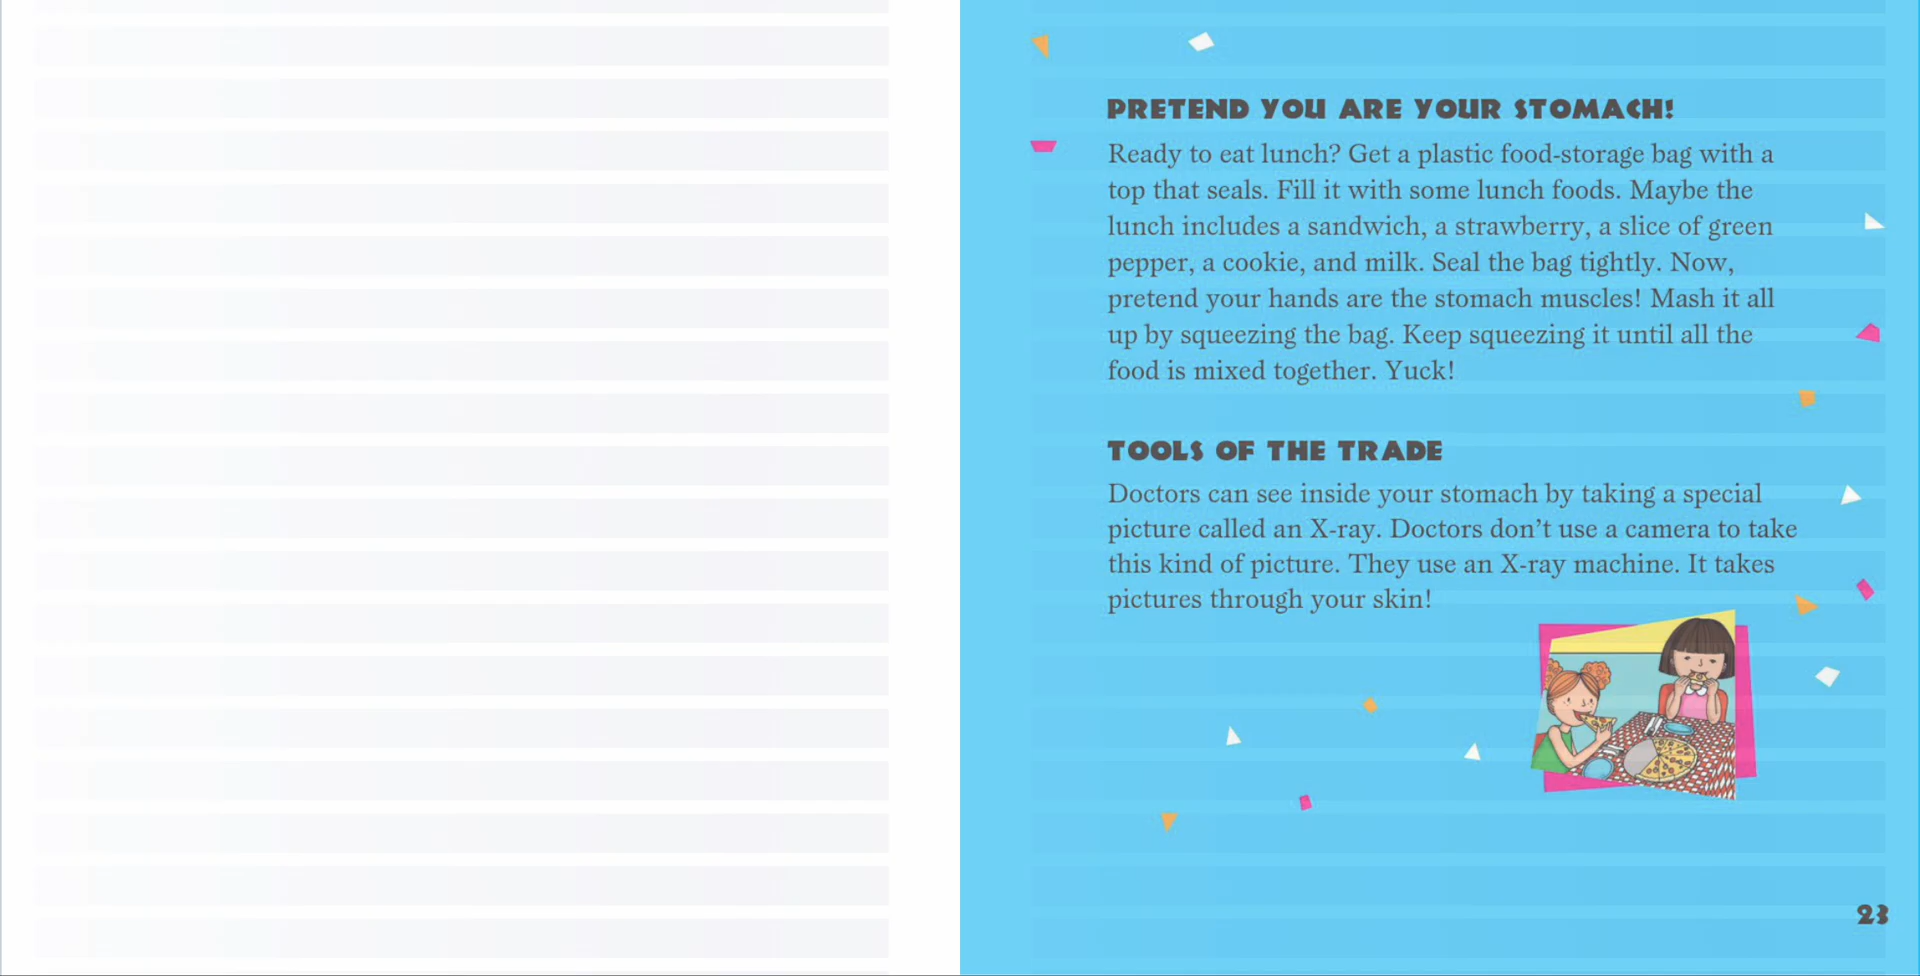 PRETEND YOU ARE YOUR STOMACH!
Ready to eat lunch? Get a plastic food-storage bag with a
top that seals. Fill it with some lunch foods. Maybe the
lunch includes a sandwich, a strawberry, a slice of green
pepper, a cookie, and milk. Seal the bag tightly. Now,
pretend your hands are the stomach muscles! Mash it all
up by squeezing the bag. Keep squeezing it until all the
food is mixed together. Yuck!
TOOLS OF THE TRADE
Doctors can see inside your stomach by taking a special
picture called an X-ray. Doctors don’t use a camera to take
this kind of picture. They use an X-ray machine. It takes
pictures through your skin!
23